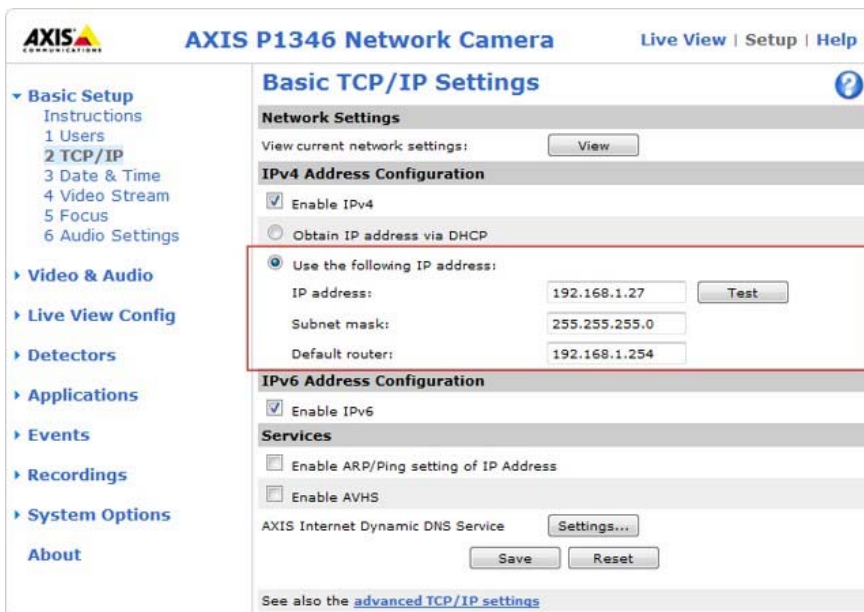 AXIS
COMMUNICATIONS
AXIS P1346 Network Camera
Live View | Setup | Help
Basic Setup
Instructions
1 Users
2 TCP/IP
3 Date & Time
4 Video Stream
5 Focus
6 Audio Settings
Video & Audio
Live View Config
Detectors
Applications
Events
Recordings
System Options
About
Basic TCP/IP Settings
?
Network Settings
View current network settings: View
IPv4 Address Configuration
Enable IPv4
Obtain IP address via DHCP
Use the following IP address:
IP address: 192.168.1.27 Test
Subnet mask: 255.255.255.0
Default router: 192.168.1.254
IPv6 Address Configuration
Enable IPv6
Services
Enable ARP/Ping setting of IP Address
Enable AVHS
AXIS Internet Dynamic DNS Service Settings...
Save Reset
See also the advanced TCP/IP settings